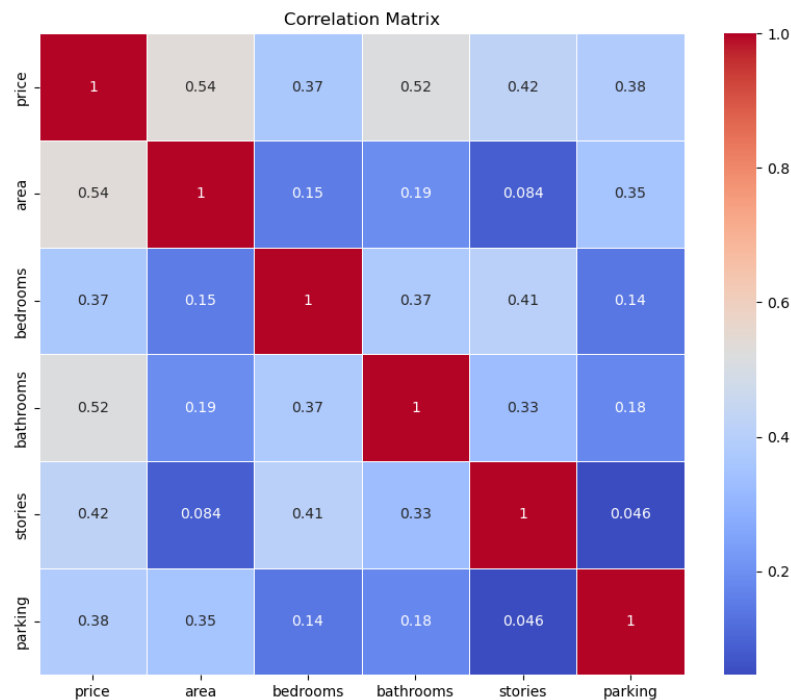 Correlation Matrix
price 1 0.54 0.37 0.52 0.42 0.38
area 0.54 1 0.15 0.19 0.084 0.35
bedrooms 0.37 0.15 1 0.37 0.41 0.14
bathrooms 0.52 0.19 0.37 1 0.33 0.18
stories 0.42 0.084 0.41 0.33 1 0.046
parking 0.38 0.35 0.14 0.18 0.046 1
price area bedrooms bathrooms stories parking
1.0
0.8
0.6
0.4
0.2